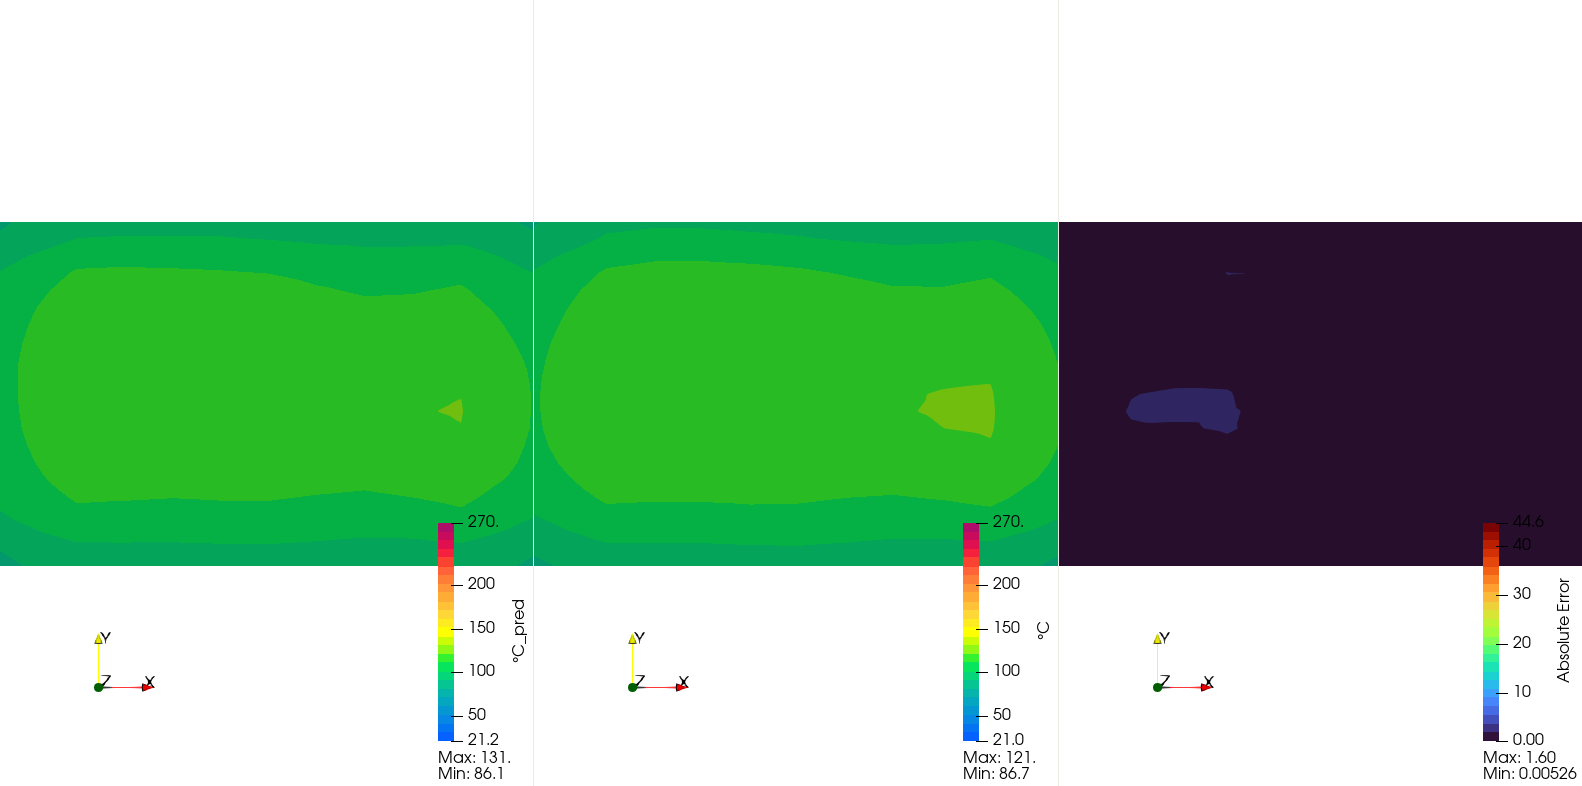 270.
200
150
100
50
21.2
°C_pred
Max: 131.
Min: 86.1
Y
Z
X
270.
200
150
100
50
21.0
°C
Max: 121.
Min: 86.7
Y
Z
X
44.6
40
30
20
10
0.00
Absolute Error
Max: 1.60
Min: 0.00526
Y
Z
X